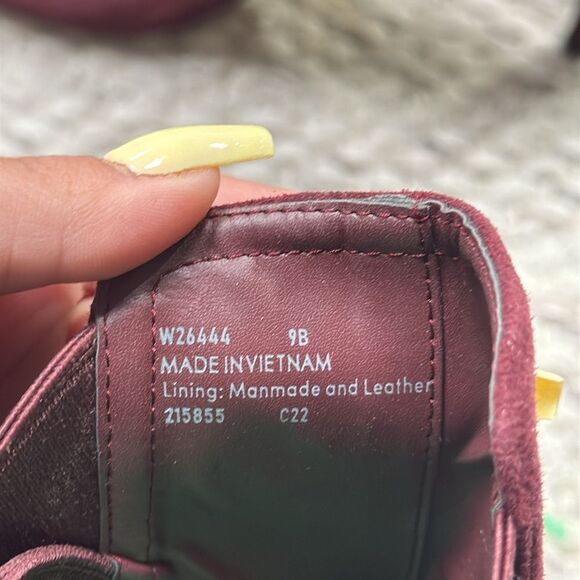 W26444 9B
MADE IN VIETNAM
Lining: Manmade and Leather
215855 C22